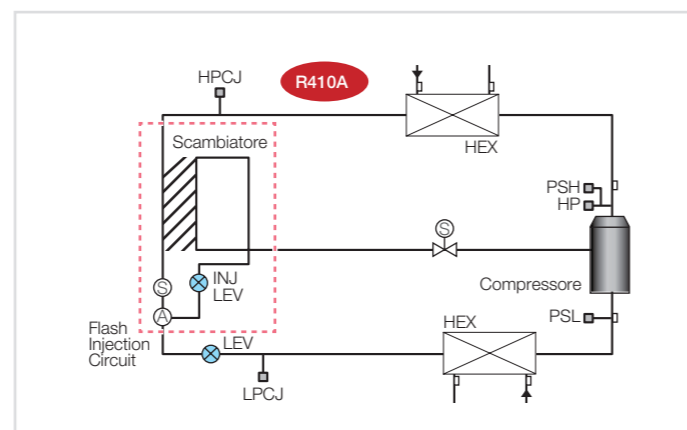 HPCJ
R410A
HEX
Scambiatore
PSH
HP
S
Compressore
INJ
LEV
S
A
PSL
Flash
Injection
Circuit
LEV
HEX
LPCJ